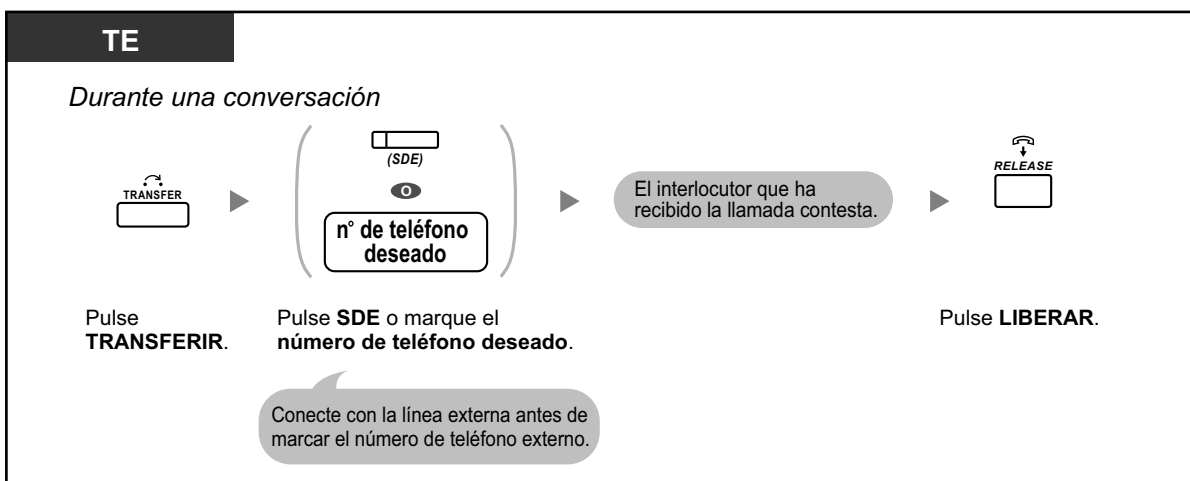 TE
Durante una conversación
TRANSFER
(SDE)
O
n° de teléfono
deseado
El interlocutor que ha
recibido la llamada contesta.
RELEASE
Pulse
TRANSFERIR.
Pulse SDE o marque el
número de teléfono deseado.
Pulse LIBERAR.
Conecte con la línea externa antes de
marcar el número de teléfono externo.